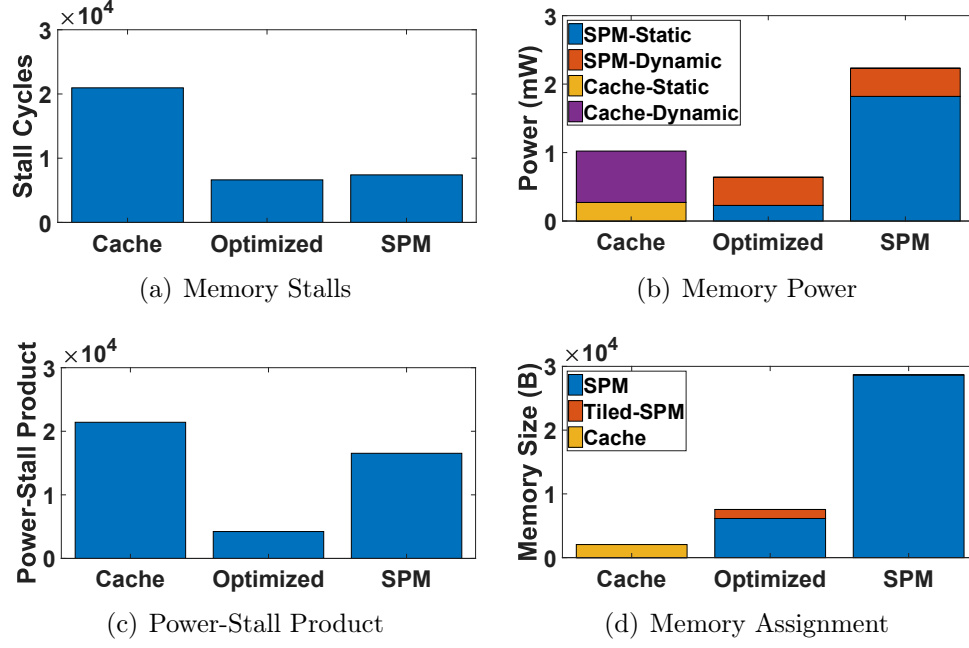 ×10⁴
3
2
1
0
Stall Cycles
Cache Optimized SPM
(a) Memory Stalls
3
2
1
0
Power (mW)
SPM-Static
SPM-Dynamic
Cache-Static
Cache-Dynamic
Cache Optimized SPM
(b) Memory Power
×10⁴
3
2
1
0
Power-Stall Product
Cache Optimized SPM
(c) Power-Stall Product
×10⁴
3
2
1
0
Memory Size (B)
SPM
Tiled-SPM
Cache
Cache Optimized SPM
(d) Memory Assignment